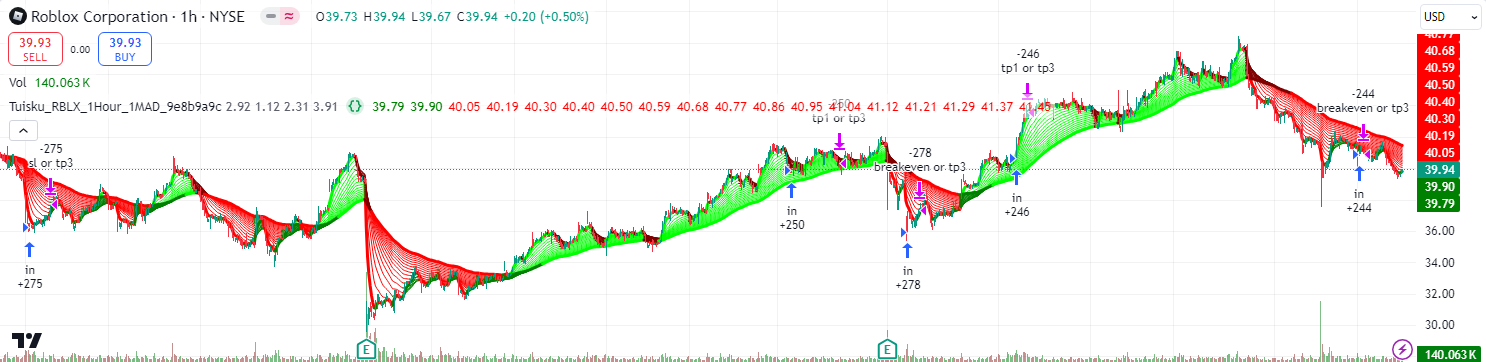 Roblox Corporation · 1h · NYSE
O39.73 H39.94 L39.67 C39.94 +0.20 (+0.50%)
USD
39.93
SELL
0.00
39.93
BUY
Vol 140.063 K
Tuisku_RBLX_1Hour_1MAD_9e8b9a9c 2.92 1.12 2.31 3.91 {} 39.79 39.90 40.05 40.19 40.30 40.40 40.50 40.59 40.68 40.77 40.86 40.95 41.04 41.12 41.21 41.29 41.37 41.45
-275
sl or tp3
in
+275
-250
tp1 or tp3
in
+250
-278
breakeven or tp3
in
+278
-246
tp1 or tp3
in
+246
-244
breakeven or tp3
in
+244
40.77
40.68
40.59
40.50
40.40
40.30
40.19
40.05
39.94
39.90
39.79
36.00
34.00
32.00
30.00
140.063 K
E
E